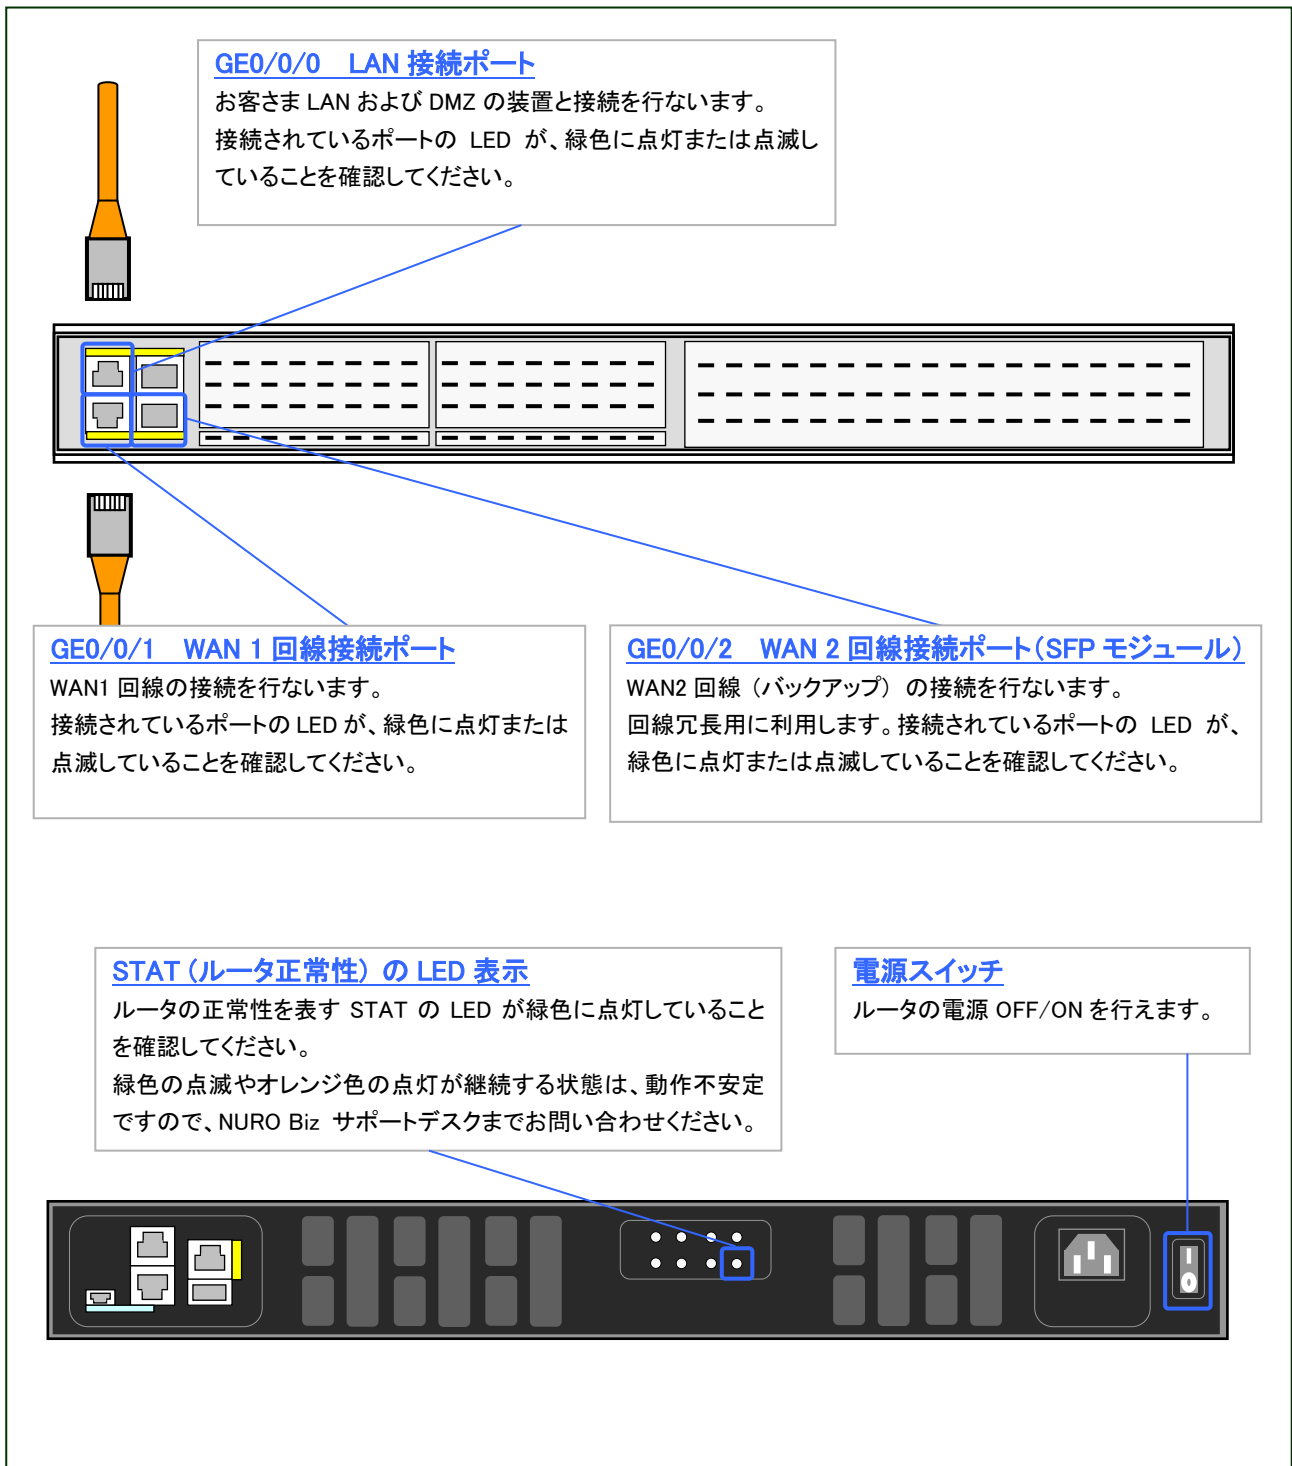 GE0/0/0　LAN 接続ポート
お客さま LAN および DMZ の装置と接続を行ないます。
接続されているポートの LED が、緑色に点灯または点滅し
ていることを確認してください。
GE0/0/1　WAN 1 回線接続ポート
WAN1 回線の接続を行ないます。
接続されているポートの LED が、緑色に点灯または
点滅していることを確認してください。
GE0/0/2　WAN 2 回線接続ポート（SFP モジュール）
WAN2 回線（バックアップ）の接続を行ないます。
回線冗長用に利用します。接続されているポートの LED が、
緑色に点灯または点滅していることを確認してください。
STAT（ルータ正常性）の LED 表示
ルータの正常性を表す STAT の LED が緑色に点灯していること
を確認してください。
緑色の点滅やオレンジ色の点灯が継続する状態は、動作不安定
ですので、NURO Biz サポートデスクまでお問い合わせください。
電源スイッチ
ルータの電源 OFF/ON を行えます。